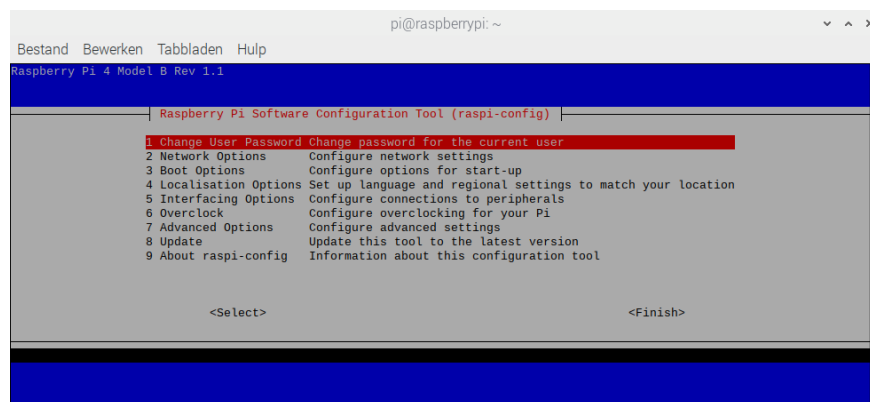 pi@raspberrypi: ~
Bestand Bewerken Tabbladen Hulp
Raspberry Pi 4 Model B Rev 1.1
Raspberry Pi Software Configuration Tool (raspi-config)
1 Change User Password Change password for the current user
2 Network Options Configure network settings
3 Boot Options Configure options for start-up
4 Localisation Options Set up language and regional settings to match your location
5 Interfacing Options Configure connections to peripherals
6 Overclock Configure overclocking for your Pi
7 Advanced Options Configure advanced settings
8 Update Update this tool to the latest version
9 About raspi-config Information about this configuration tool
<Select> <Finish>